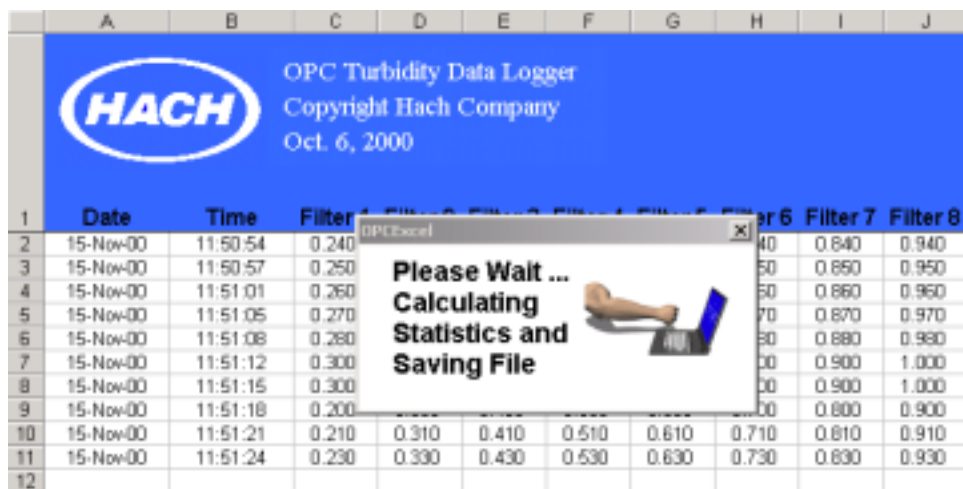 A B C D E F G H I J
HACH
OPC Turbidity Data Logger
Copyright Hach Company
Oct. 6, 2000
1 Date Time Filter 6 Filter 7 Filter 8
OPCExcel
Please Wait ...
Calculating
Statistics and
Saving File
2 15-Nov-00 11:50:54 0.240 40 0.840 0.940
3 15-Nov-00 11:50:57 0.250 50 0.850 0.950
4 15-Nov-00 11:51:01 0.260 60 0.860 0.960
5 15-Nov-00 11:51:05 0.270 70 0.870 0.970
6 15-Nov-00 11:51:08 0.280 80 0.880 0.980
7 15-Nov-00 11:51:12 0.300 00 0.900 1.000
8 15-Nov-00 11:51:15 0.300 00 0.900 1.000
9 15-Nov-00 11:51:18 0.200 0.800 0.900
10 15-Nov-00 11:51:21 0.210 0.310 0.410 0.510 0.610 0.710 0.810 0.910
11 15-Nov-00 11:51:24 0.230 0.330 0.430 0.530 0.630 0.730 0.830 0.930
12